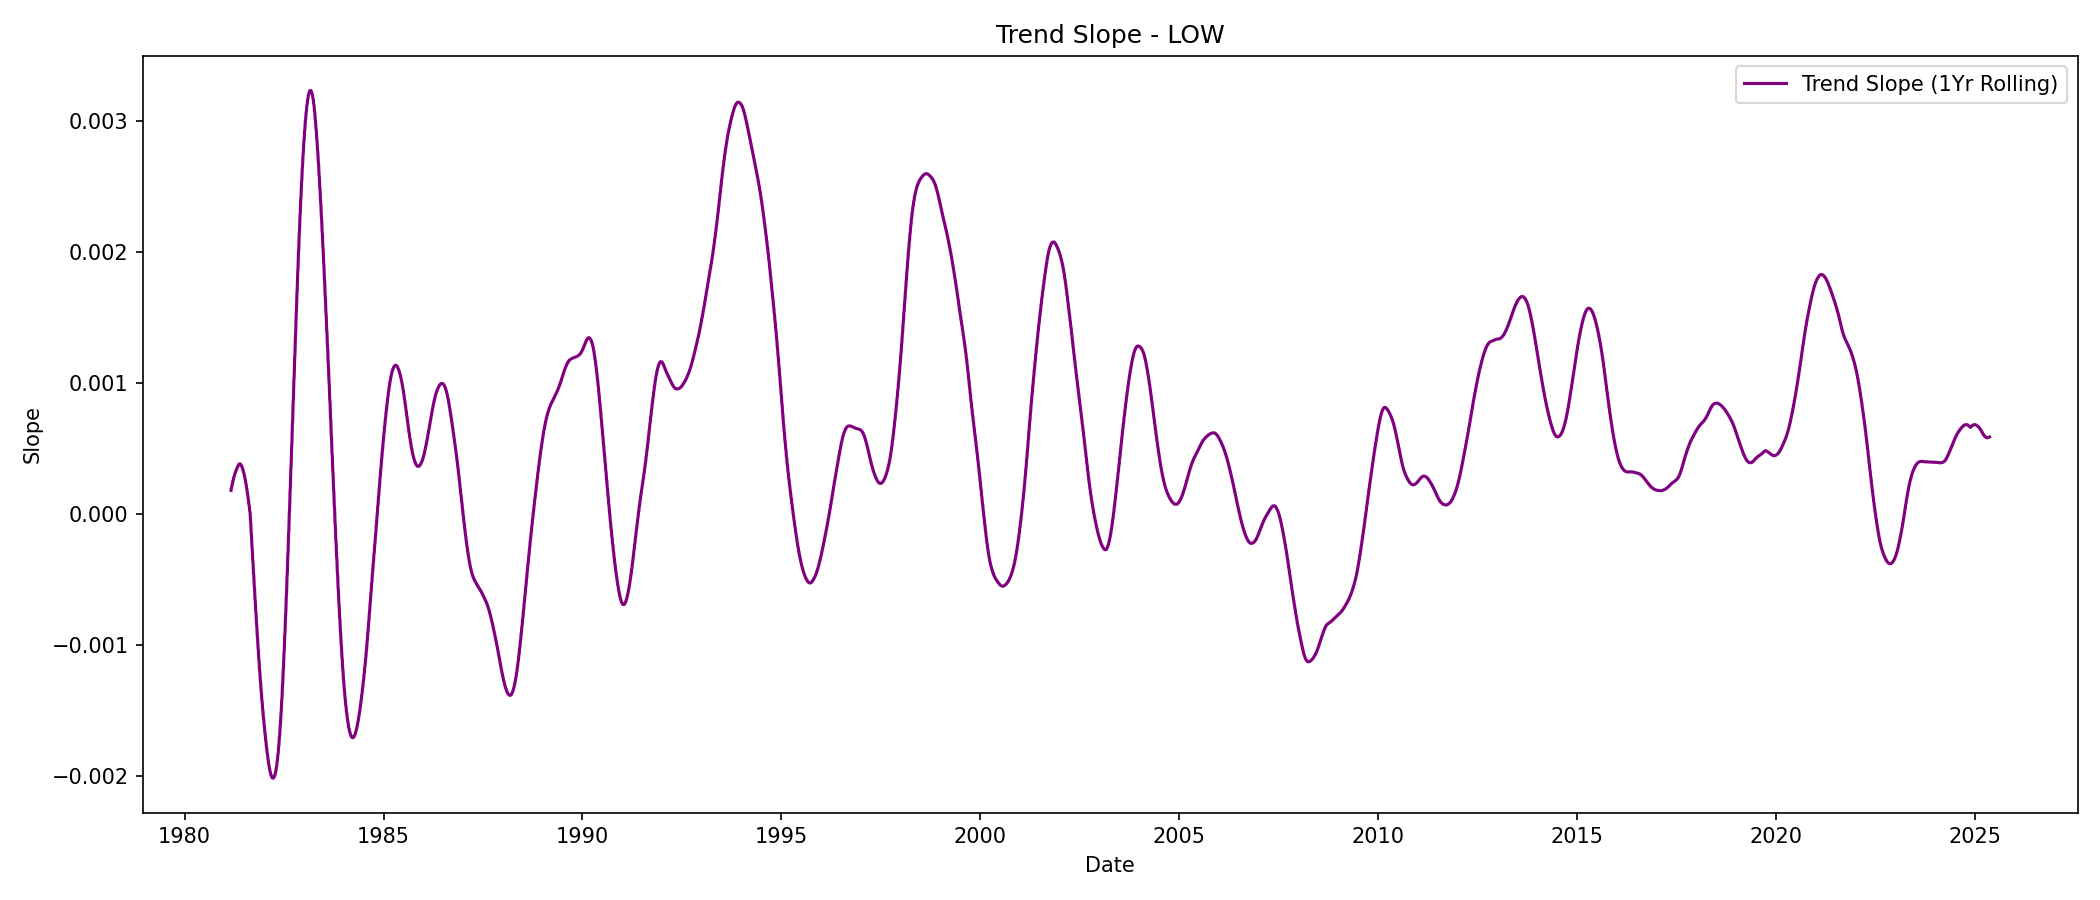 Trend Slope - LOW
Trend Slope (1Yr Rolling)
0.003
0.002
0.001
0.000
−0.001
−0.002
Slope
1980 1985 1990 1995 2000 2005 2010 2015 2020 2025
Date